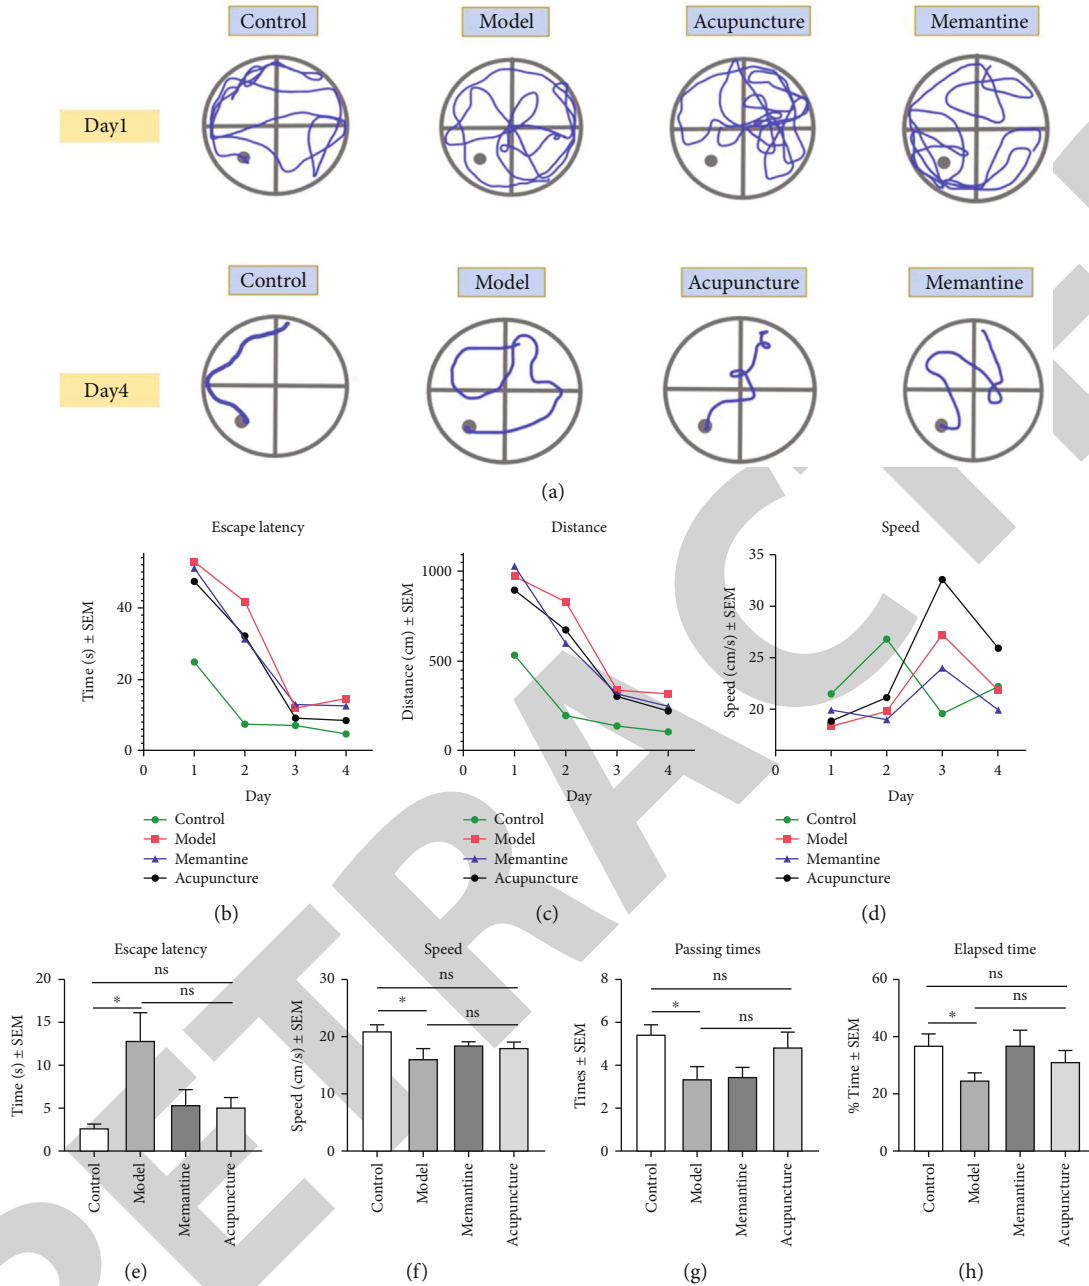 Control Model Acupuncture Memantine
Day1
Control Model Acupuncture Memantine
Day4
(a)
Escape latency
Time (s) ± SEM
40
20
0
0 1 2 3 4
Day
Control
Model
Memantine
Acupuncture
(b)
Distance
Distance (cm) ± SEM
1000
500
0
0 1 2 3 4
Day
Control
Model
Memantine
Acupuncture
(c)
Speed
Speed (cm/s) ± SEM
35
30
25
20
0 1 2 3 4
Day
Control
Model
Memantine
Acupuncture
(d)
Escape latency
Time (s) ± SEM
20
15
10
5
0
ns
* ns
Control
Model
Memantine
Acupuncture
(e)
Speed
Speed (cm/s) ± SEM
30
20
10
0
ns
* ns
Control
Model
Memantine
Acupuncture
(f)
Passing times
Times ± SEM
8
6
4
2
0
ns
* ns
Control
Model
Memantine
Acupuncture
(g)
Elapsed time
% Time ± SEM
60
40
20
0
ns
* ns
Control
Model
Memantine
Acupuncture
(h)
RETRAC